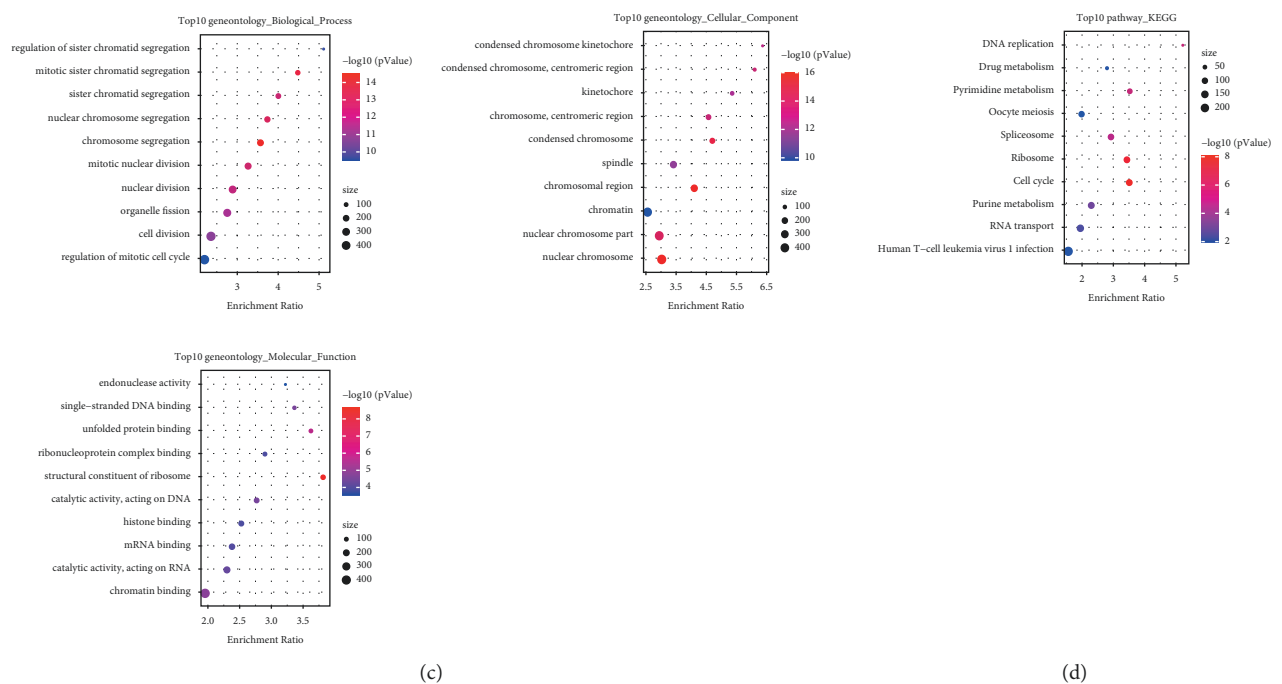 Top10 geneontology_Biological_Process
regulation of sister chromatid segregation
mitotic sister chromatid segregation
sister chromatid segregation
nuclear chromosome segregation
chromosome segregation
mitotic nuclear division
nuclear division
organelle fission
cell division
regulation of mitotic cell cycle
3 4 5
Enrichment Ratio
−log10 (pValue)
14
13
12
11
10
size
100
200
300
400
Top10 geneontology_Cellular_Component
condensed chromosome kinetochore
condensed chromosome, centromeric region
kinetochore
chromosome, centromeric region
condensed chromosome
spindle
chromosomal region
chromatin
nuclear chromosome part
nuclear chromosome
2.5 3.5 4.5 5.5 6.5
Enrichment Ratio
−log10 (pValue)
16
14
12
10
size
100
200
300
400
Top10 pathway_KEGG
DNA replication
Drug metabolism
Pyrimidine metabolism
Oocyte meiosis
Spliceosome
Ribosome
Cell cycle
Purine metabolism
RNA transport
Human T−cell leukemia virus 1 infection
2 3 4 5
Enrichment Ratio
size
50
100
150
200
−log10 (pValue)
8
6
4
2
Top10 geneontology_Molecular_Function
endonuclease activity
single−stranded DNA binding
unfolded protein binding
ribonucleoprotein complex binding
structural constituent of ribosome
catalytic activity, acting on DNA
histone binding
mRNA binding
catalytic activity, acting on RNA
chromatin binding
2.0 2.5 3.0 3.5
Enrichment Ratio
−log10 (pValue)
8
7
6
5
4
size
100
200
300
400
(c)
(d)